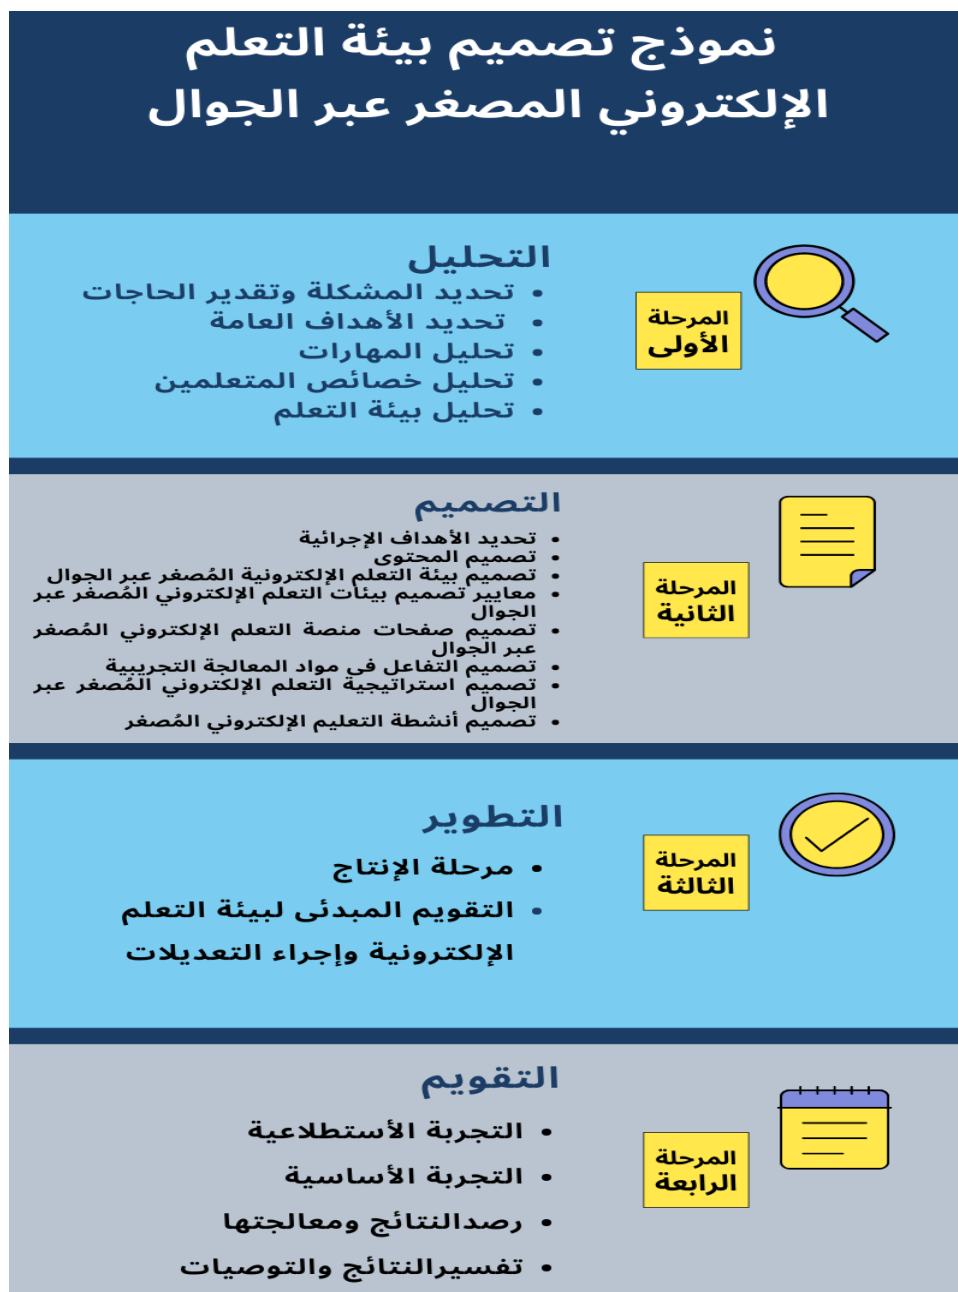 نموذج تصميم بيئة التعلم
الإلكتروني المصغر عبر الجوال
المرحلة
الأولى
التحليل
• تحديد المشكلة وتقدير الحاجات
• تحديد الأهداف العامة
• تحليل المهارات
• تحليل خصائص المتعلمين
• تحليل بيئة التعلم
المرحلة
الثانية
التصميم
• تحديد الأهداف الإجرائية
• تصميم المحتوى
• تصميم بيئة التعلم الإلكترونية المُصغر عبر الجوال
• معايير تصميم بيئات التعلم الإلكتروني المُصغر عبر
الجوال
• تصميم صفحات منصة التعلم الإلكتروني المُصغر
عبر الجوال
• تصميم التفاعل في مواد المعالجة التجريبية
• تصميم استراتيجية التعلم الإلكتروني المُصغر عبر
الجوال
• تصميم أنشطة التعليم الإلكتروني المُصغر
المرحلة
الثالثة
التطوير
• مرحلة الإنتاج
• التقويم المبدئى لبيئة التعلم
الإلكترونية وإجراء التعديلات
المرحلة
الرابعة
التقويم
• التجربة الأستطلاعية
• التجربة الأساسية
• رصدالنتائج ومعالجتها
• تفسيرالنتائج والتوصيات